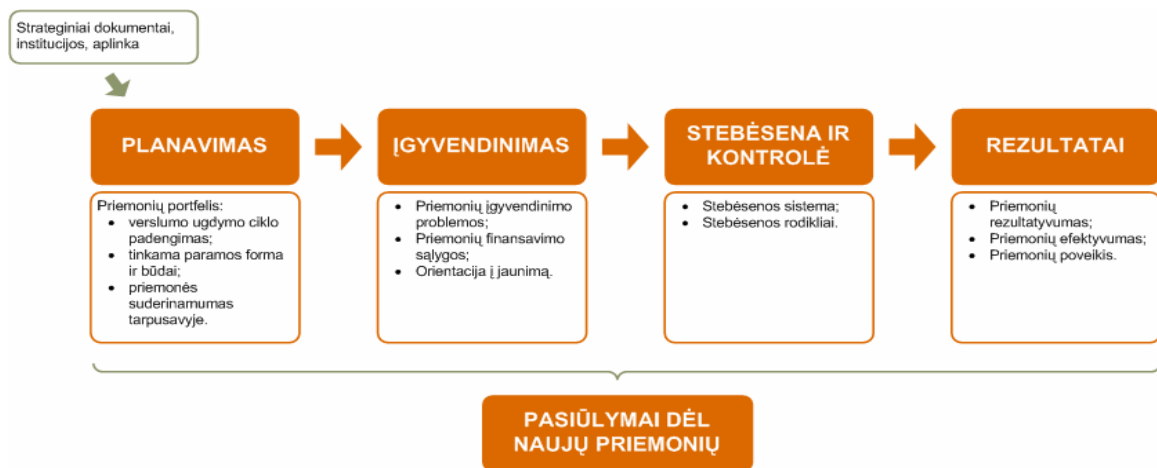 Strateginiai dokumentai,
institucijos, aplinka
PLANAVIMAS
ĮGYVENDINIMAS
STEBĖSENA IR
KONTROLĖ
REZULTATAI
Priemonių portfelis:
• verslumo ugdymo ciklo
padengimas;
• tinkama paramos forma
ir būdai;
• priemonės
suderinamumas
tarpusavyje.
• Priemonių įgyvendinimo
problemos;
• Priemonių finansavimo
sąlygos;
• Orientacija į jaunimą.
• Stebėsenos sistema;
• Stebėsenos rodikliai.
• Priemonių
rezultatyvumas;
• Priemonių efektyvumas;
• Priemonių poveikis.
PASIŪLYMAI DĖL
NAUJŲ PRIEMONIŲ